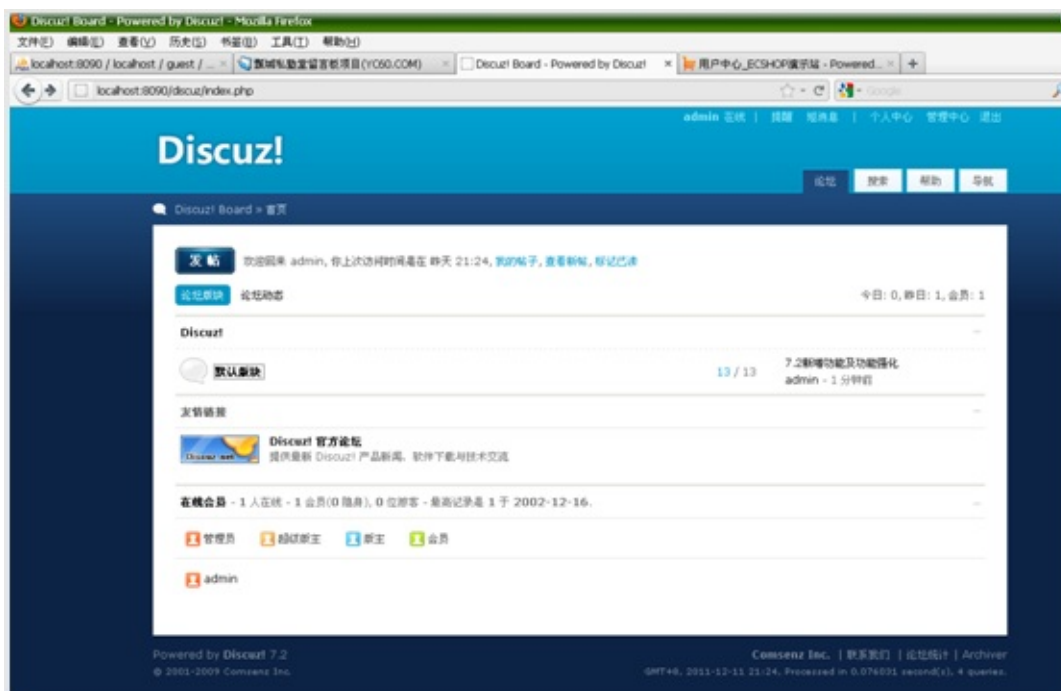 Discuz! Board - Powered by Discuz! - Mozilla Firefox
文件(F) 编辑(E) 查看(V) 历史(S) 书签(B) 工具(T) 帮助(H)
localhost:8090 / localhost / guest / ... 留言板项目(YC60.COM) Discuz! Board - Powered by Discuz! 用户中心_ECSHOP演示站 - Powered...
localhost:8090/discuz/index.php Google
admin 在线 | 提醒 短消息 | 个人中心 管理中心 退出
Discuz!
论坛 搜索 帮助 导航
Discuz! Board » 首页
发帖 欢迎回来 admin, 你上次访问时间是在 昨天 21:24, 我的帖子, 查看新帖, 标记已读
论坛版块 论坛动态 今日: 0, 昨日: 1, 会员: 1
Discuz!
默认版块 13 / 13 7.2新增功能及功能强化
admin - 1 分钟前
友情链接
Discuz! 官方论坛
提供最新 Discuz! 产品新闻、软件下载与技术交流
在线会员 - 1 人在线 - 1 会员(0 隐身), 0 位游客 - 最高记录是 1 于 2002-12-16.
管理员 超级版主 版主 会员
admin
Powered by Discuz! 7.2 Comsenz Inc. | 联系我们 | 论坛统计 | Archiver
© 2001-2009 Comsenz Inc. GMT+8, 2011-12-11 21:24, Processed in 0.076031 second(s), 4 queries.